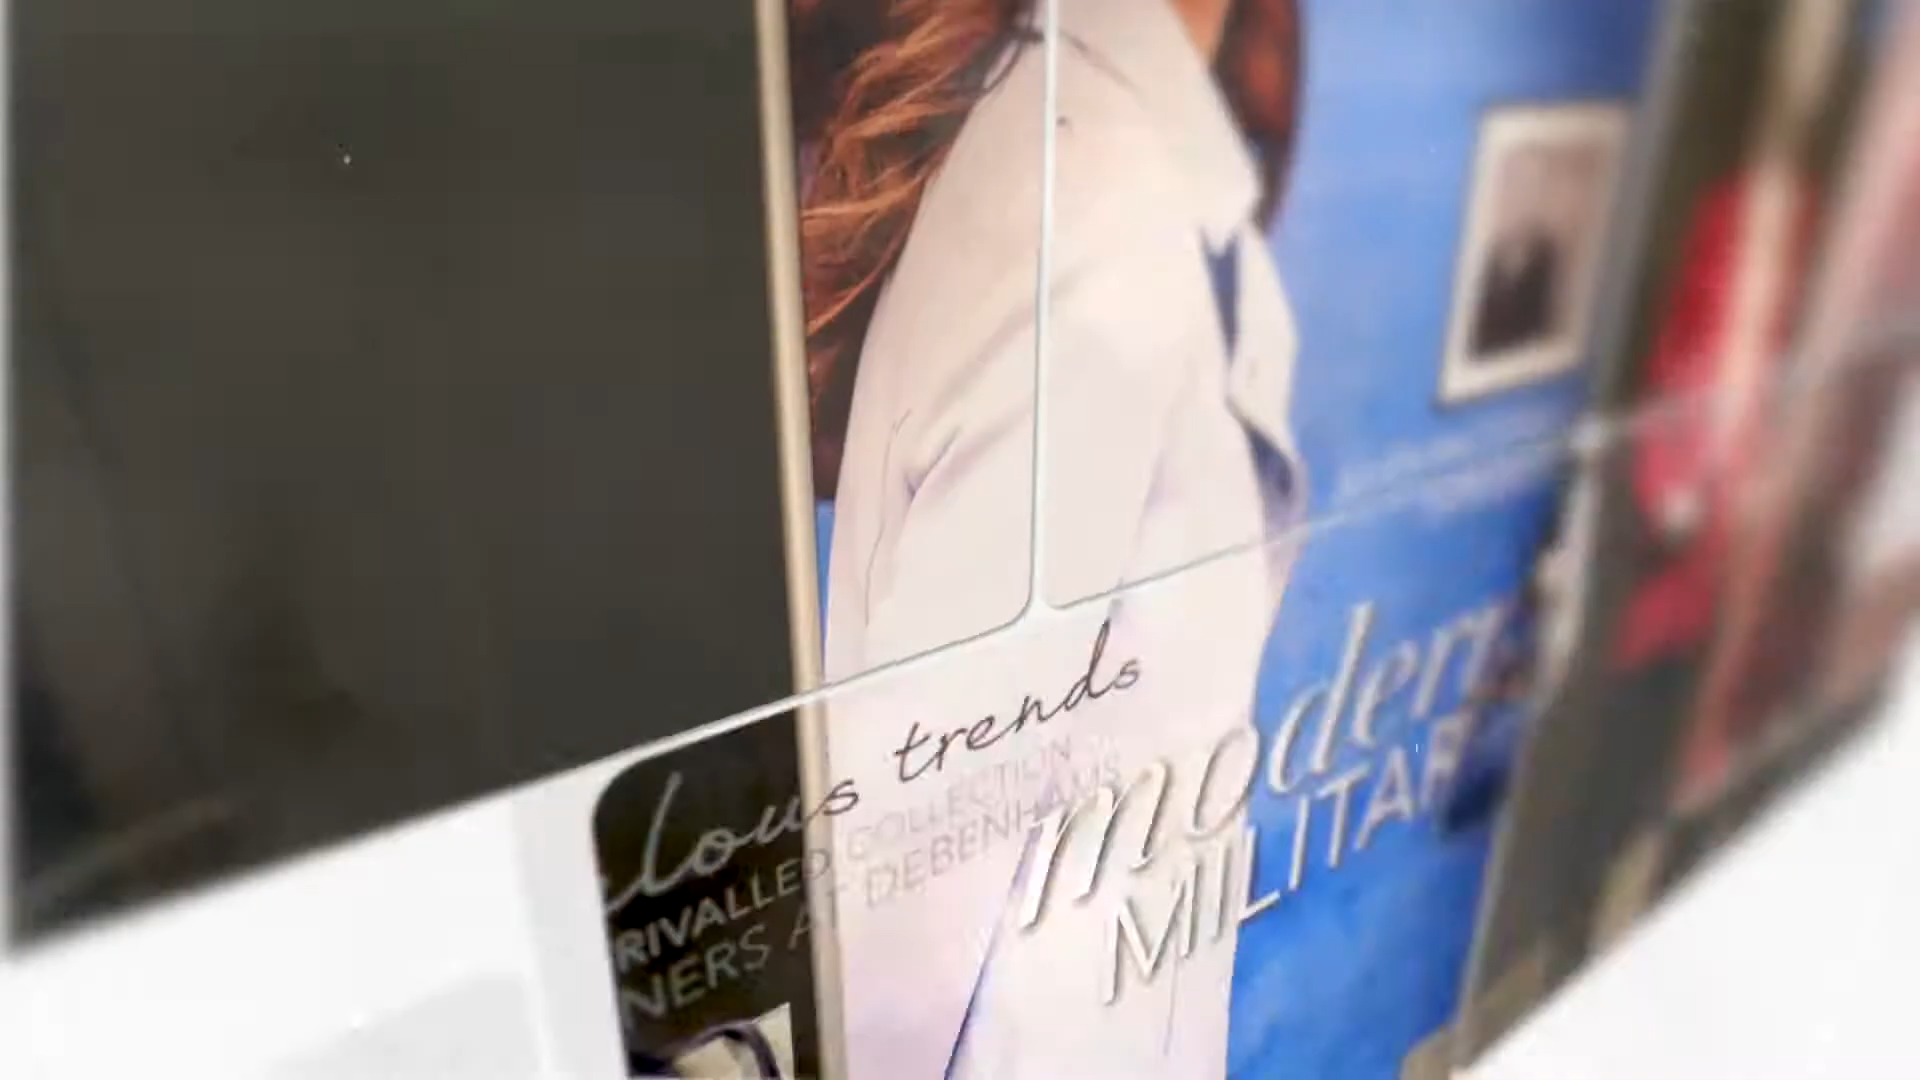 lous trends
RIVALLED COLLECTION
NERS AT DEBENHAMS
modern
MILITAR